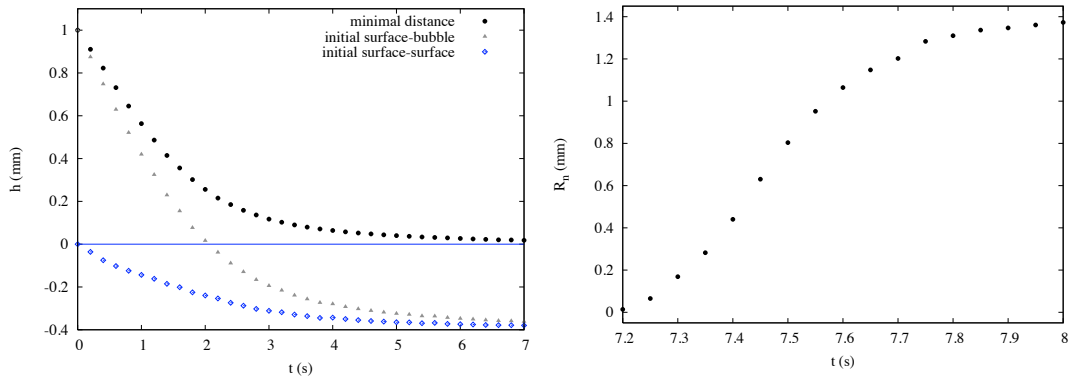 minimal distance
initial surface-bubble
initial surface-surface
1
0.8
0.6
0.4
0.2
0
-0.2
-0.4
h (mm)
0 1 2 3 4 5 6 7
t (s)
1.4
1.2
1
0.8
0.6
0.4
0.2
0
Rn (mm)
7.2 7.3 7.4 7.5 7.6 7.7 7.8 7.9 8
t (s)